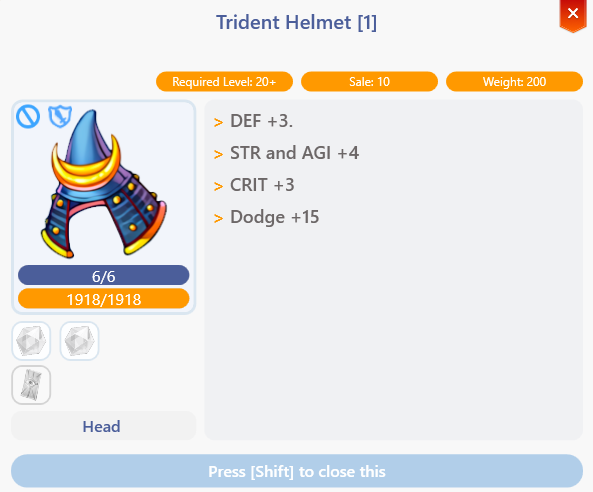 Trident Helmet [1]
Required Level: 20+
Sale: 10
Weight: 200
> DEF +3.
> STR and AGI +4
> CRIT +3
> Dodge +15
6/6
1918/1918
Head
Press [Shift] to close this